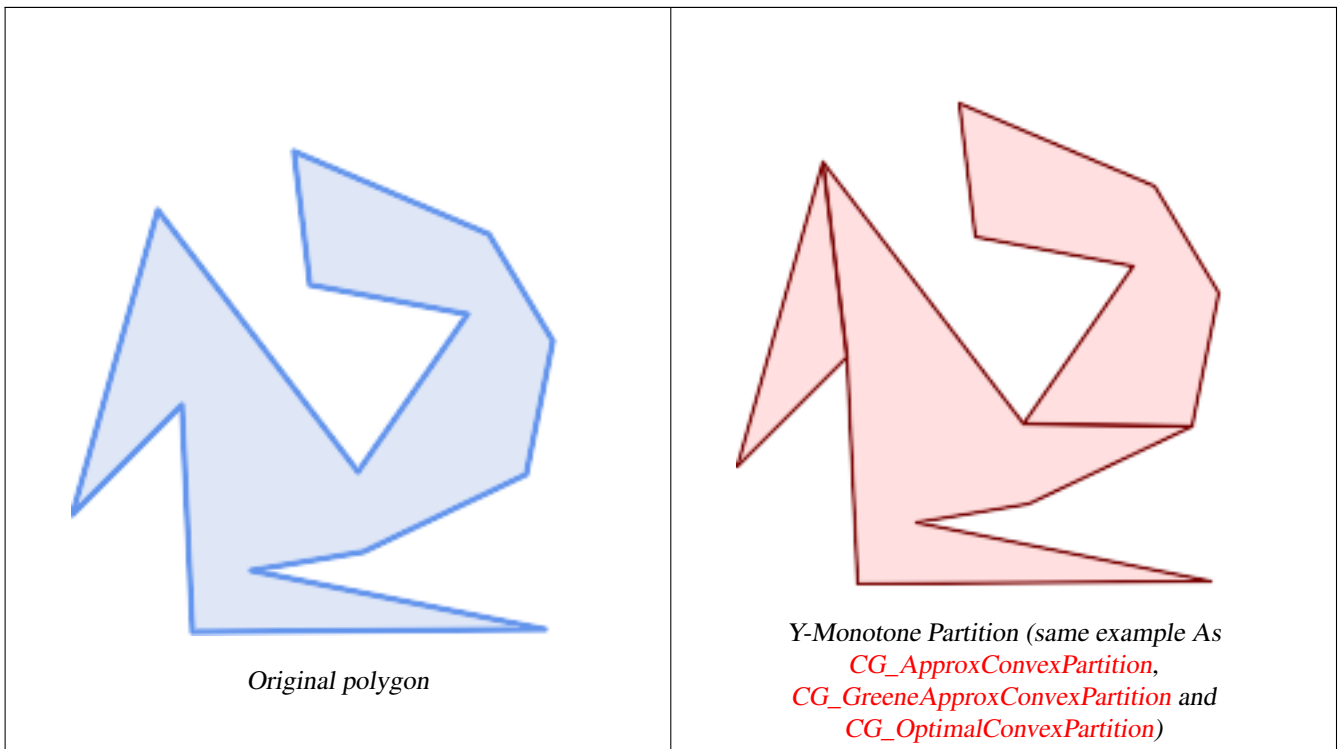 Original polygon
Y-Monotone Partition (same example As
CG_ApproxConvexPartition,
CG_GreeneApproxConvexPartition and
CG_OptimalConvexPartition)